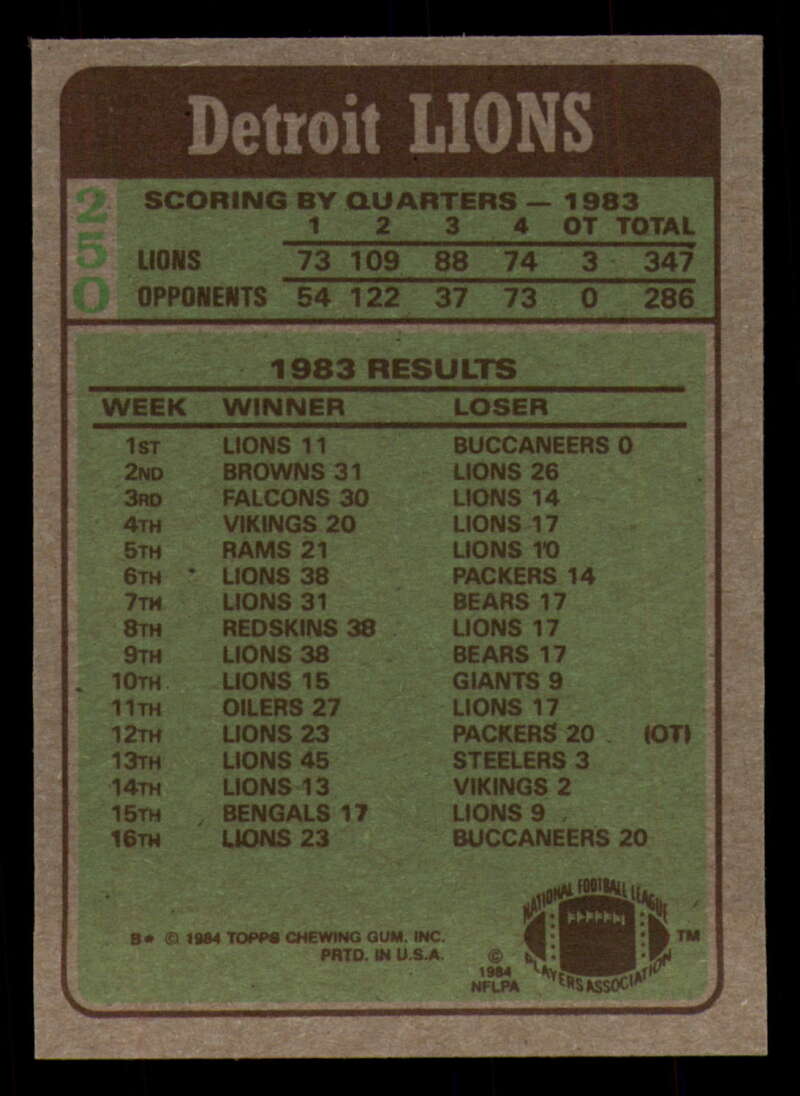 Detroit LIONS
250
SCORING BY QUARTERS — 1983
1 2 3 4 OT TOTAL
LIONS 73 109 88 74 3 347
OPPONENTS 54 122 37 73 0 286
1983 RESULTS
WEEK WINNER LOSER
1ST LIONS 11 BUCCANEERS 0
2ND BROWNS 31 LIONS 26
3RD FALCONS 30 LIONS 14
4TH VIKINGS 20 LIONS 17
5TH RAMS 21 LIONS 10
6TH LIONS 38 PACKERS 14
7TH LIONS 31 BEARS 17
8TH REDSKINS 38 LIONS 17
9TH LIONS 38 BEARS 17
10TH LIONS 15 GIANTS 9
11TH OILERS 27 LIONS 17
12TH LIONS 23 PACKERS 20 (OT)
13TH LIONS 45 STEELERS 3
14TH LIONS 13 VIKINGS 2
15TH BENGALS 17 LIONS 9
16TH LIONS 23 BUCCANEERS 20
B* © 1984 TOPPS CHEWING GUM, INC.
PRTD. IN U.S.A.
© 1984 NFLPA
NATIONAL FOOTBALL LEAGUE
PLAYERS ASSOCIATION
TM